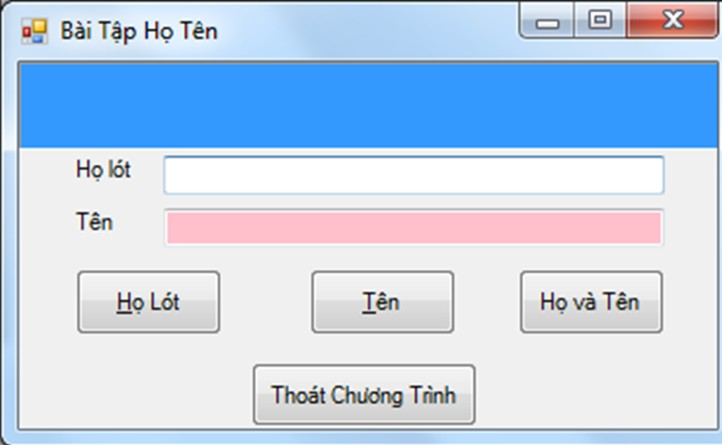 Bài Tập Họ Tên
Họ lót
Tên
Họ Lót
Tên
Họ và Tên
Thoát Chương Trình